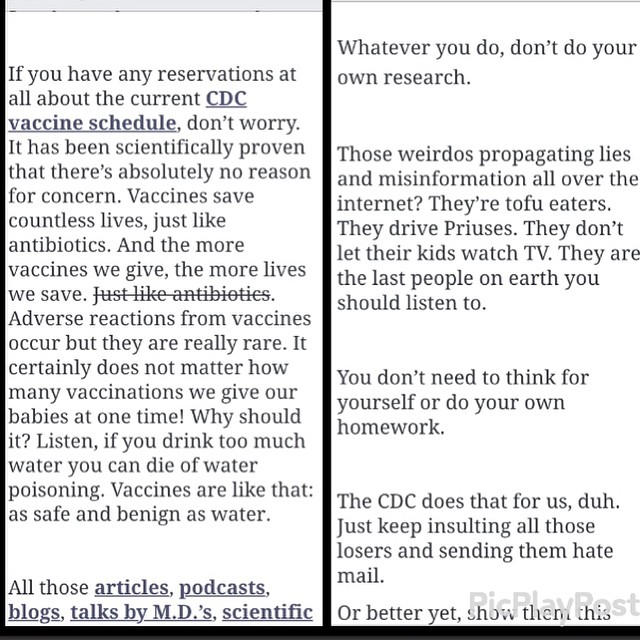 If you have any reservations at
all about the current CDC
vaccine schedule, don’t worry.
It has been scientifically proven
that there’s absolutely no reason
for concern. Vaccines save
countless lives, just like
antibiotics. And the more
vaccines we give, the more lives
we save. Just like antibiotics.
Adverse reactions from vaccines
occur but they are really rare. It
certainly does not matter how
many vaccinations we give our
babies at one time! Why should
it? Listen, if you drink too much
water you can die of water
poisoning. Vaccines are like that:
as safe and benign as water.
All those articles, podcasts,
blogs, talks by M.D.’s, scientific
Whatever you do, don’t do your
own research.
Those weirdos propagating lies
and misinformation all over the
internet? They’re tofu eaters.
They drive Priuses. They don’t
let their kids watch TV. They are
the last people on earth you
should listen to.
You don’t need to think for
yourself or do your own
homework.
The CDC does that for us, duh.
Just keep insulting all those
losers and sending them hate
mail.
Or better yet, show them this
PicPlayPost